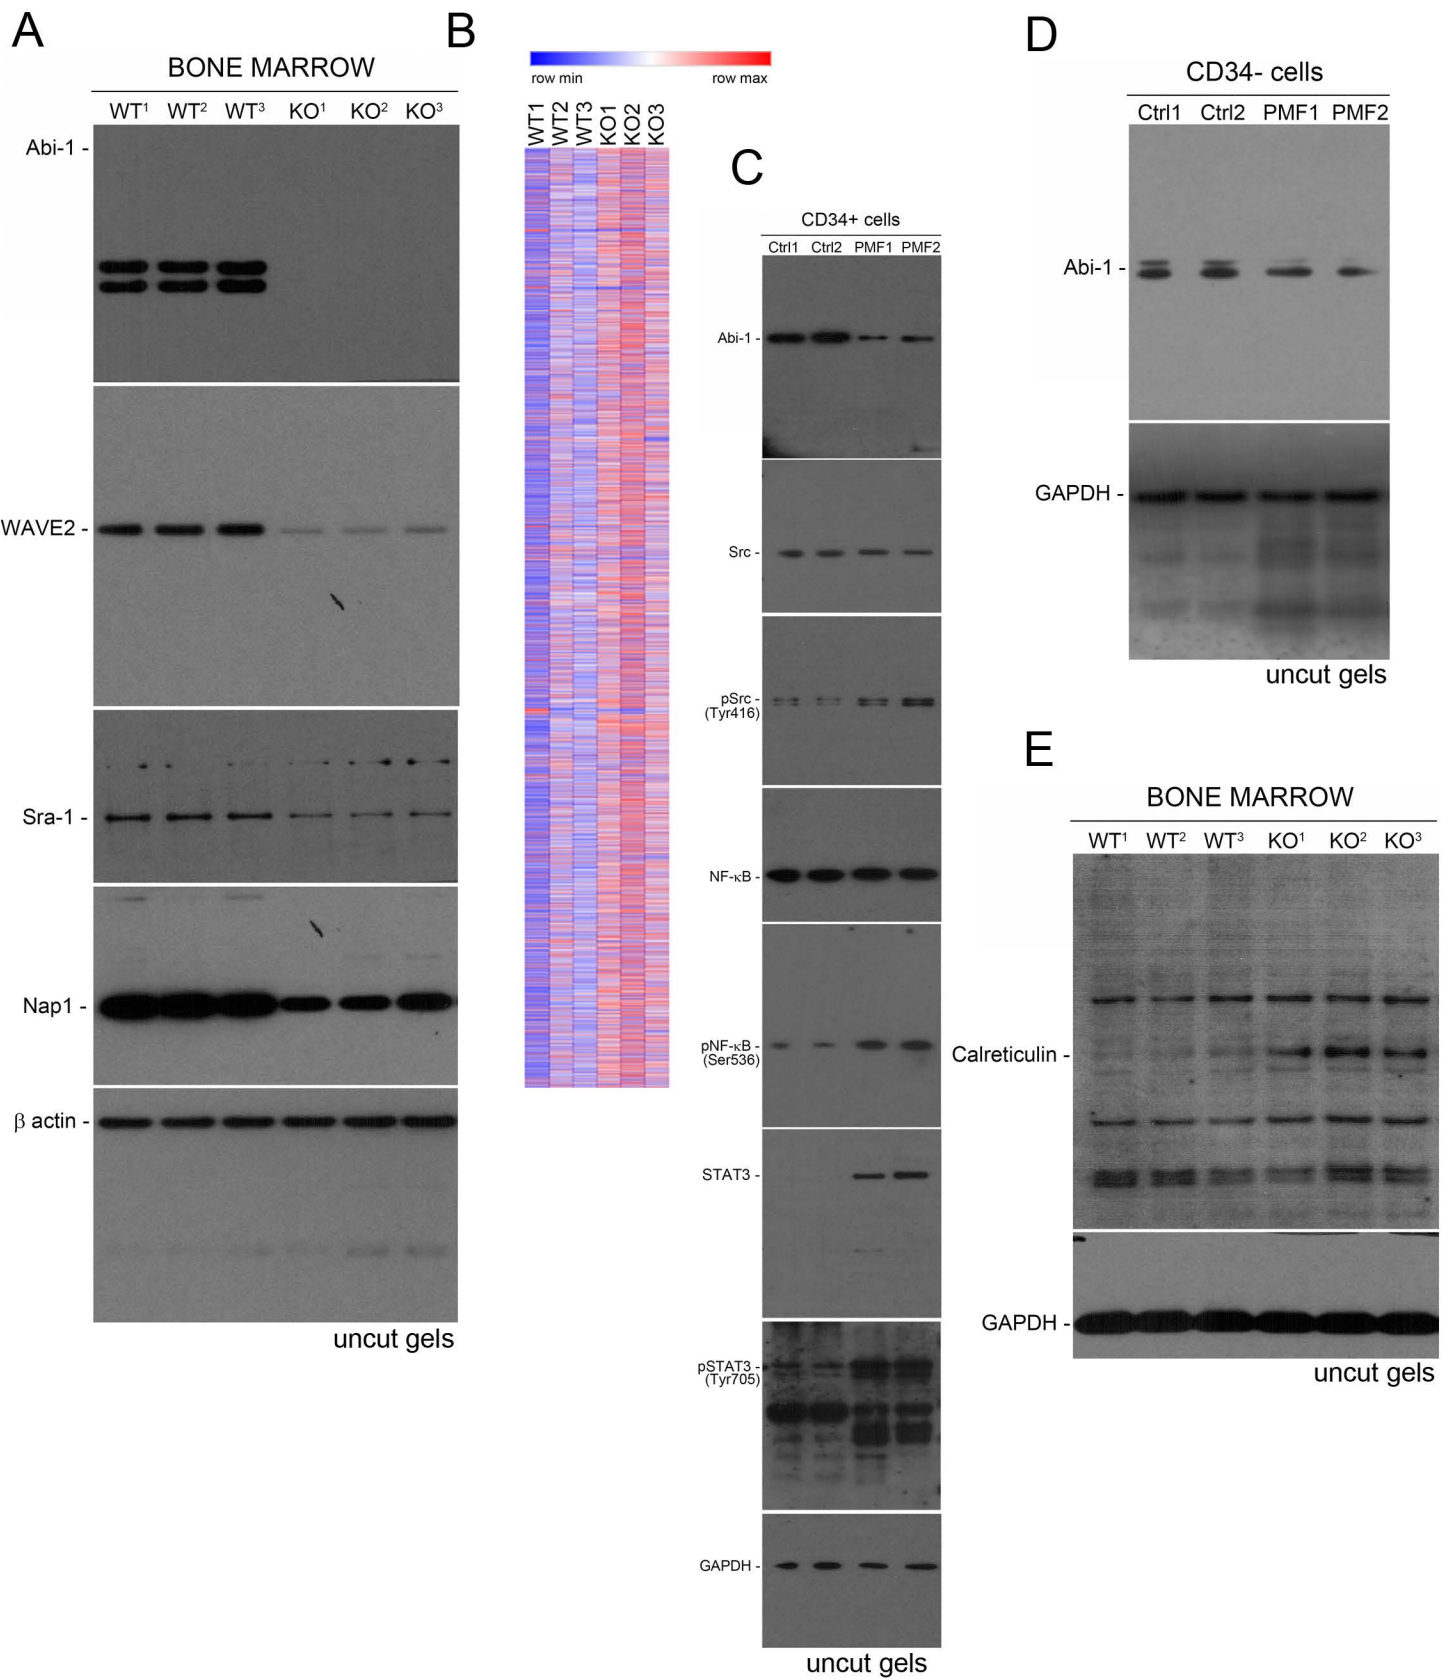 A
BONE MARROW
WT¹ WT² WT³ KO¹ KO² KO³
Abi-1 -
WAVE2 -
Sra-1 -
Nap1 -
β actin -
uncut gels
B
row min row max
WT1 WT2 WT3 KO1 KO2 KO3
C
CD34+ cells
Ctrl1 Ctrl2 PMF1 PMF2
Abi-1 -
Src -
pSrc -
(Tyr416)
NF-κB -
pNF-κB -
(Ser536)
STAT3 -
pSTAT3 -
(Tyr705)
GAPDH -
uncut gels
D
CD34- cells
Ctrl1 Ctrl2 PMF1 PMF2
Abi-1 -
GAPDH -
uncut gels
E
BONE MARROW
WT¹ WT² WT³ KO¹ KO² KO³
Calreticulin -
GAPDH -
uncut gels